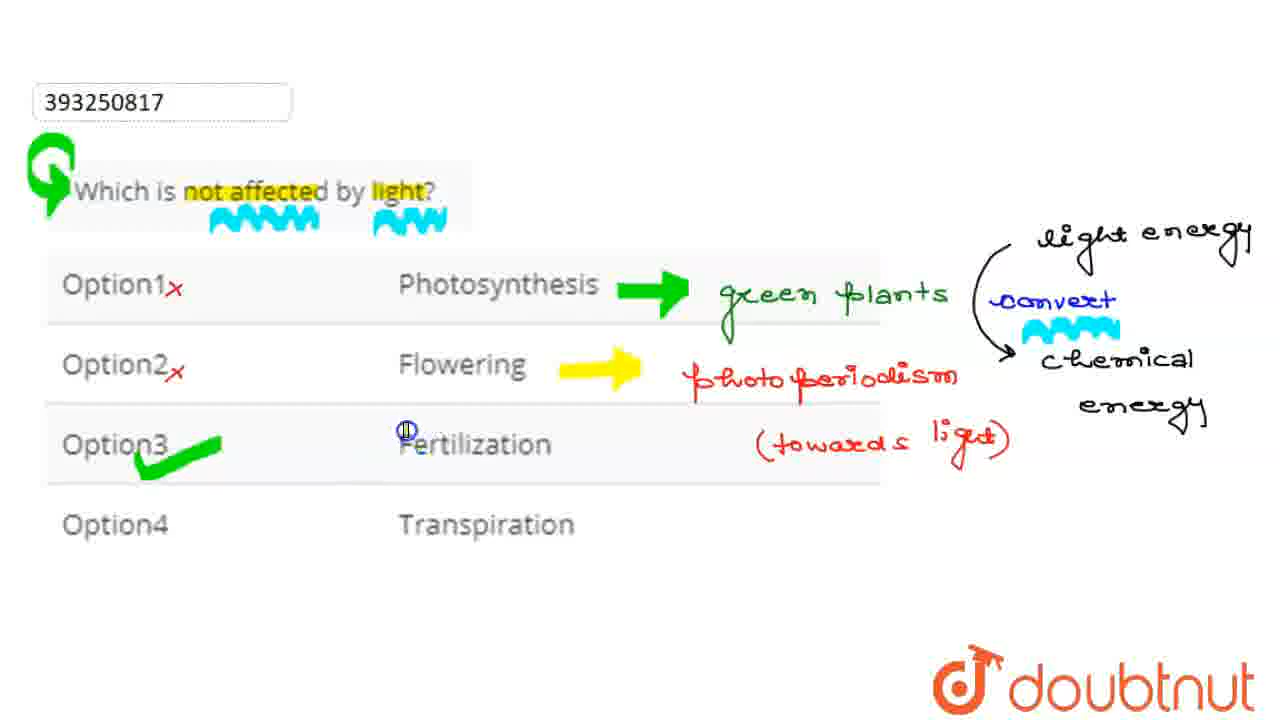 393250817
Which is not affected by light?
Option1 x Photosynthesis → green plants
Option2 x Flowering → photoperiodism
(towards light)
Option3 ✓ Fertilization
Option4 Transpiration
light energy
convert
chemical
energy
doubtnut